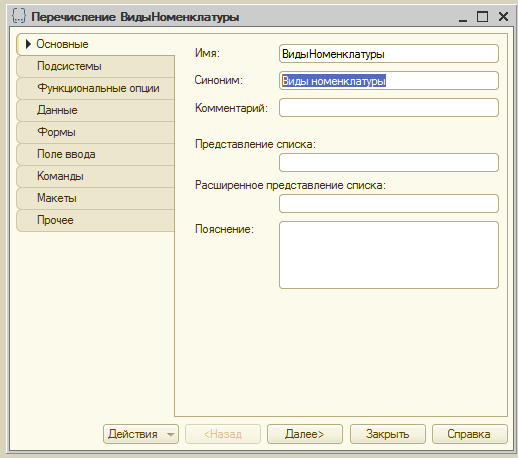 Перечисление ВидыНоменклатуры
Основные
Подсистемы
Функциональные опции
Данные
Формы
Поле ввода
Команды
Макеты
Прочее
Имя: ВидыНоменклатуры
Синоним: Виды номенклатуры
Комментарий:
Представление списка:
Расширенное представление списка:
Пояснение:
Действия <Назад Далее> Закрыть Справка